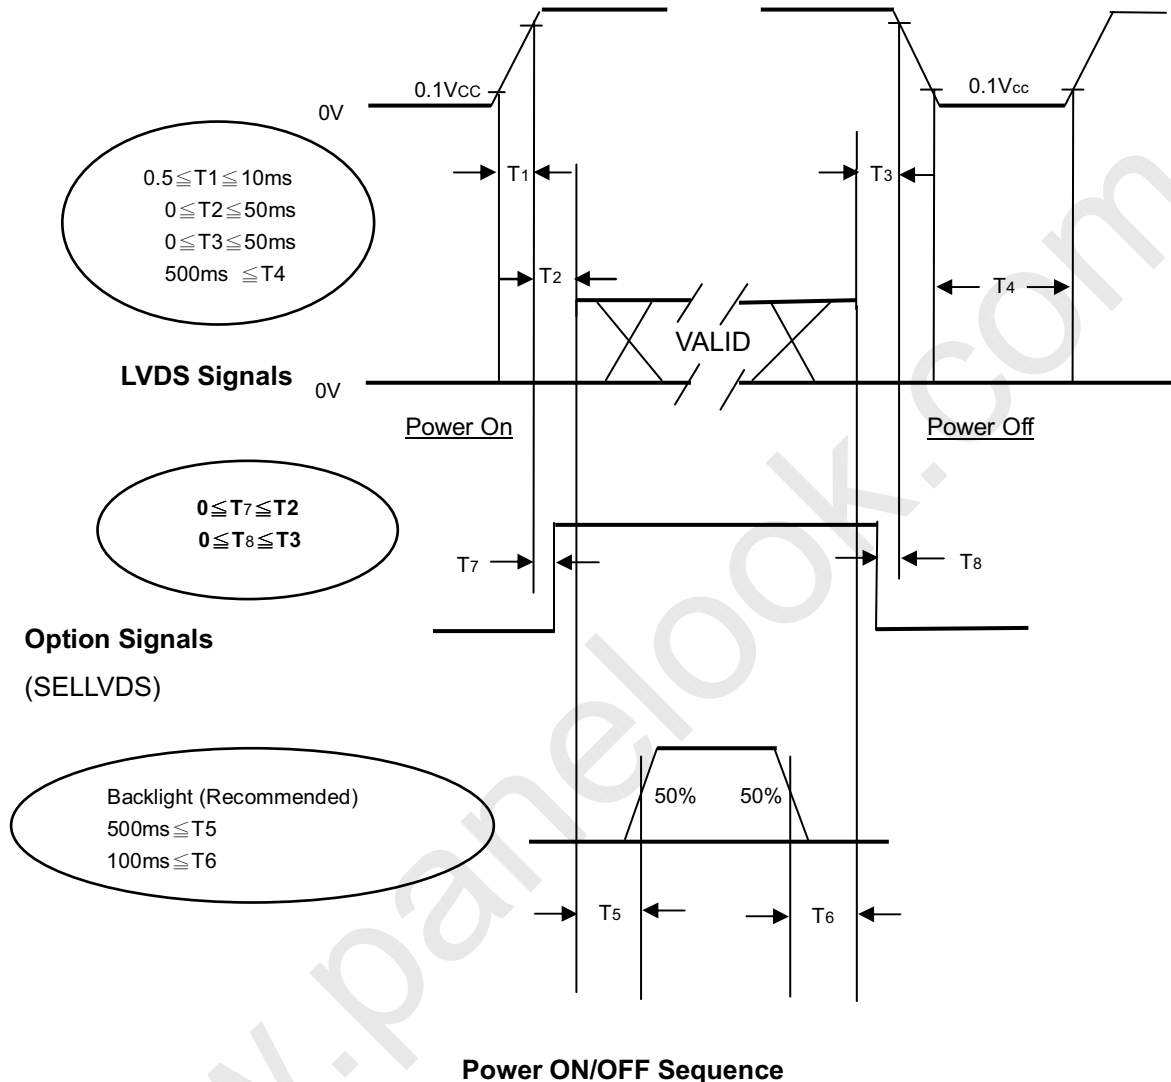 0.1VCC
0.1Vcc
0V
0.5≦T1≦10ms
0≦T2≦50ms
0≦T3≦50ms
500ms ≦T4
T1
T3
T2
T4
VALID
LVDS Signals
0V
Power On
Power Off
0≦T7≦T2
0≦T8≦T3
T7
T8
Option Signals
(SELLVDS)
Backlight (Recommended)
500ms≦T5
100ms≦T6
50%
50%
T5
T6
Power ON/OFF Sequence
www.panelook.com